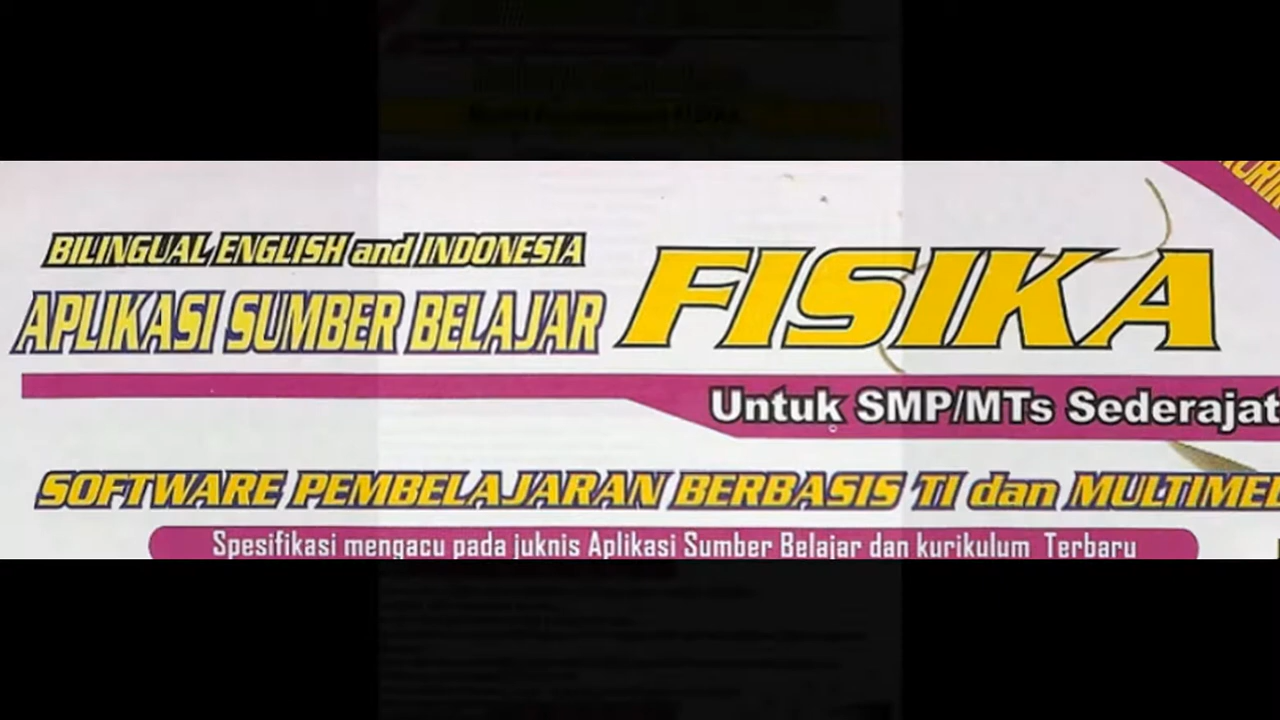 BILINGUAL ENGLISH and INDONESIA
APLIKASI SUMBER BELAJAR FISIKA
Untuk SMP/MTs Sederajat
SOFTWARE PEMBELAJARAN BERBASIS TI dan
Spesifikasi mengacu pada juknis Aplikasi Sumber Belajar dan kurikulum Terbaru